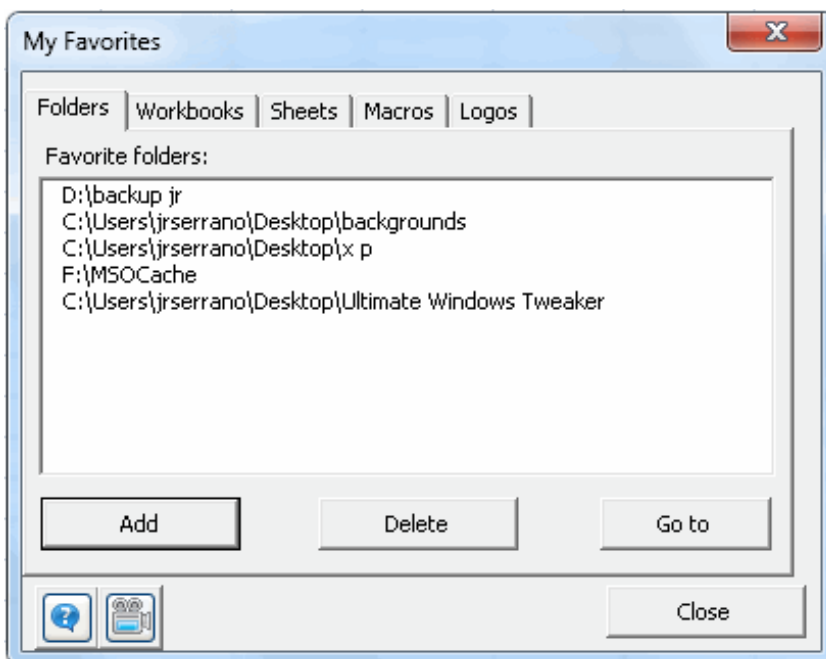 My Favorites
Folders Workbooks Sheets Macros Logos
Favorite folders:
D:\backup jr
C:\Users\jrserrano\Desktop\backgrounds
C:\Users\jrserrano\Desktop\x p
F:\MSOCache
C:\Users\jrserrano\Desktop\Ultimate Windows Tweaker
Add Delete Go to
Close